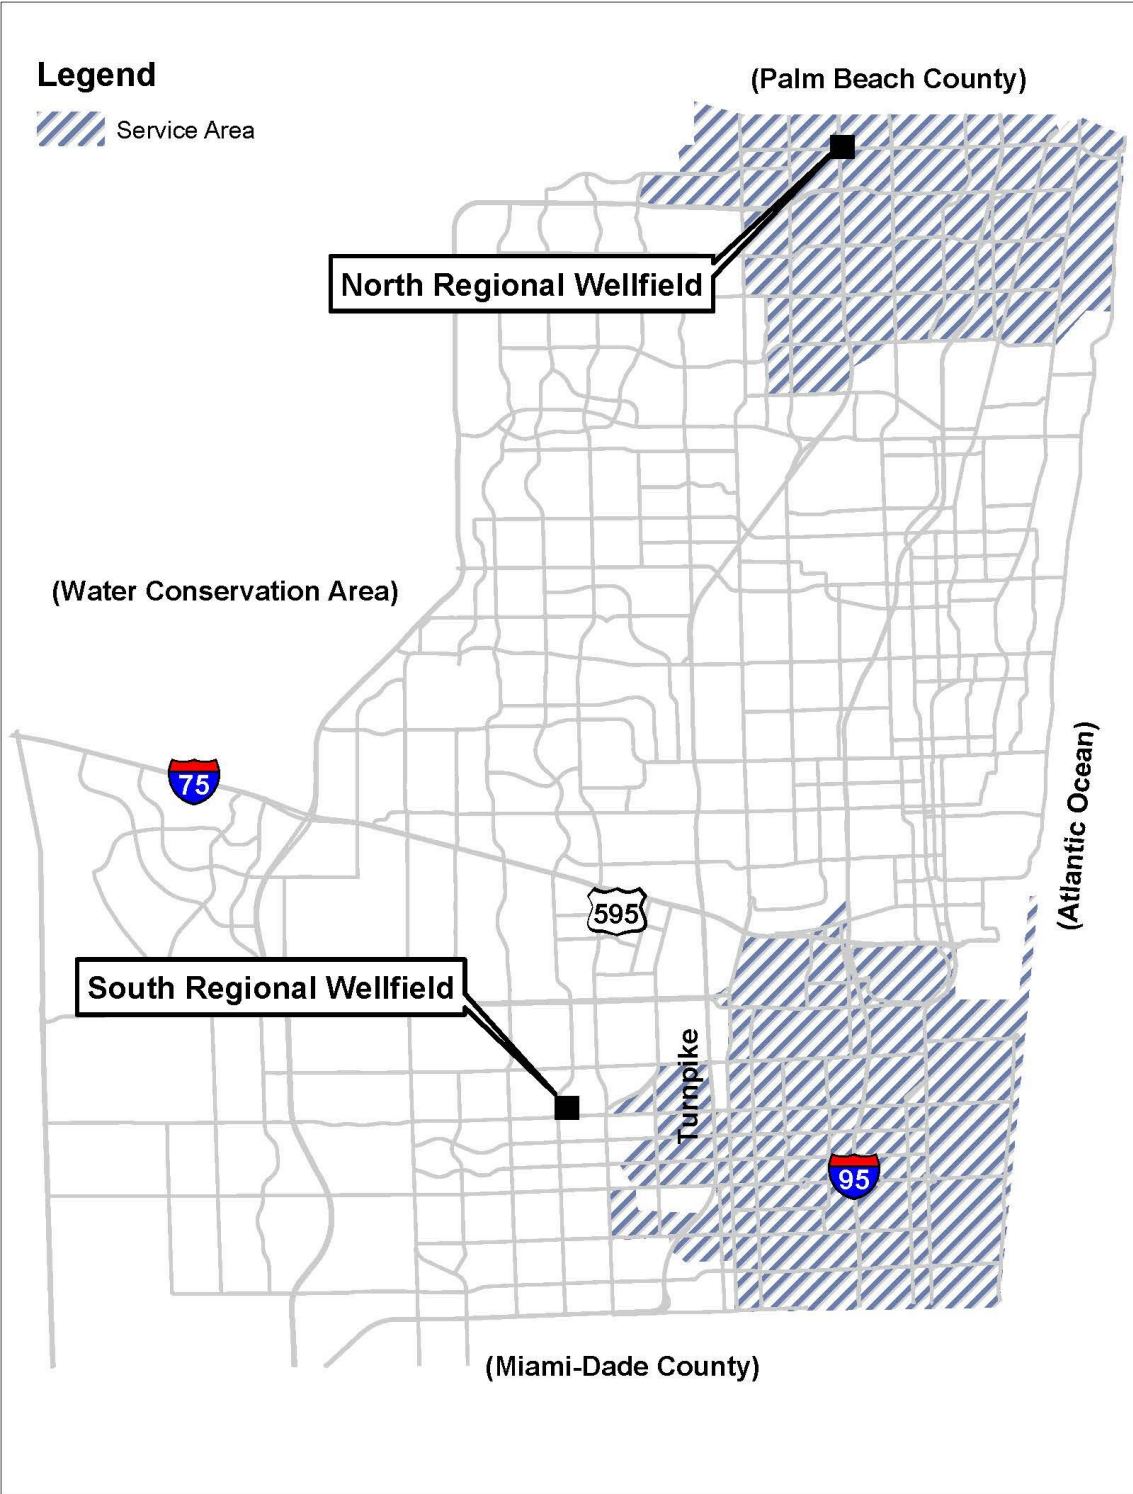 Legend
Service Area
(Palm Beach County)
North Regional Wellfield
(Water Conservation Area)
75
(Atlantic Ocean)
595
South Regional Wellfield
Turnpike
95
(Miami-Dade County)